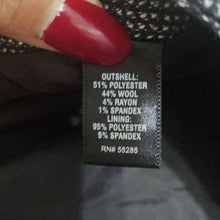 OUTSHELL:
51% POLYESTER
44% WOOL
4% RAYON
1% SPANDEX
LINING:
95% POLYESTER
5% SPANDEX
RN# 55285